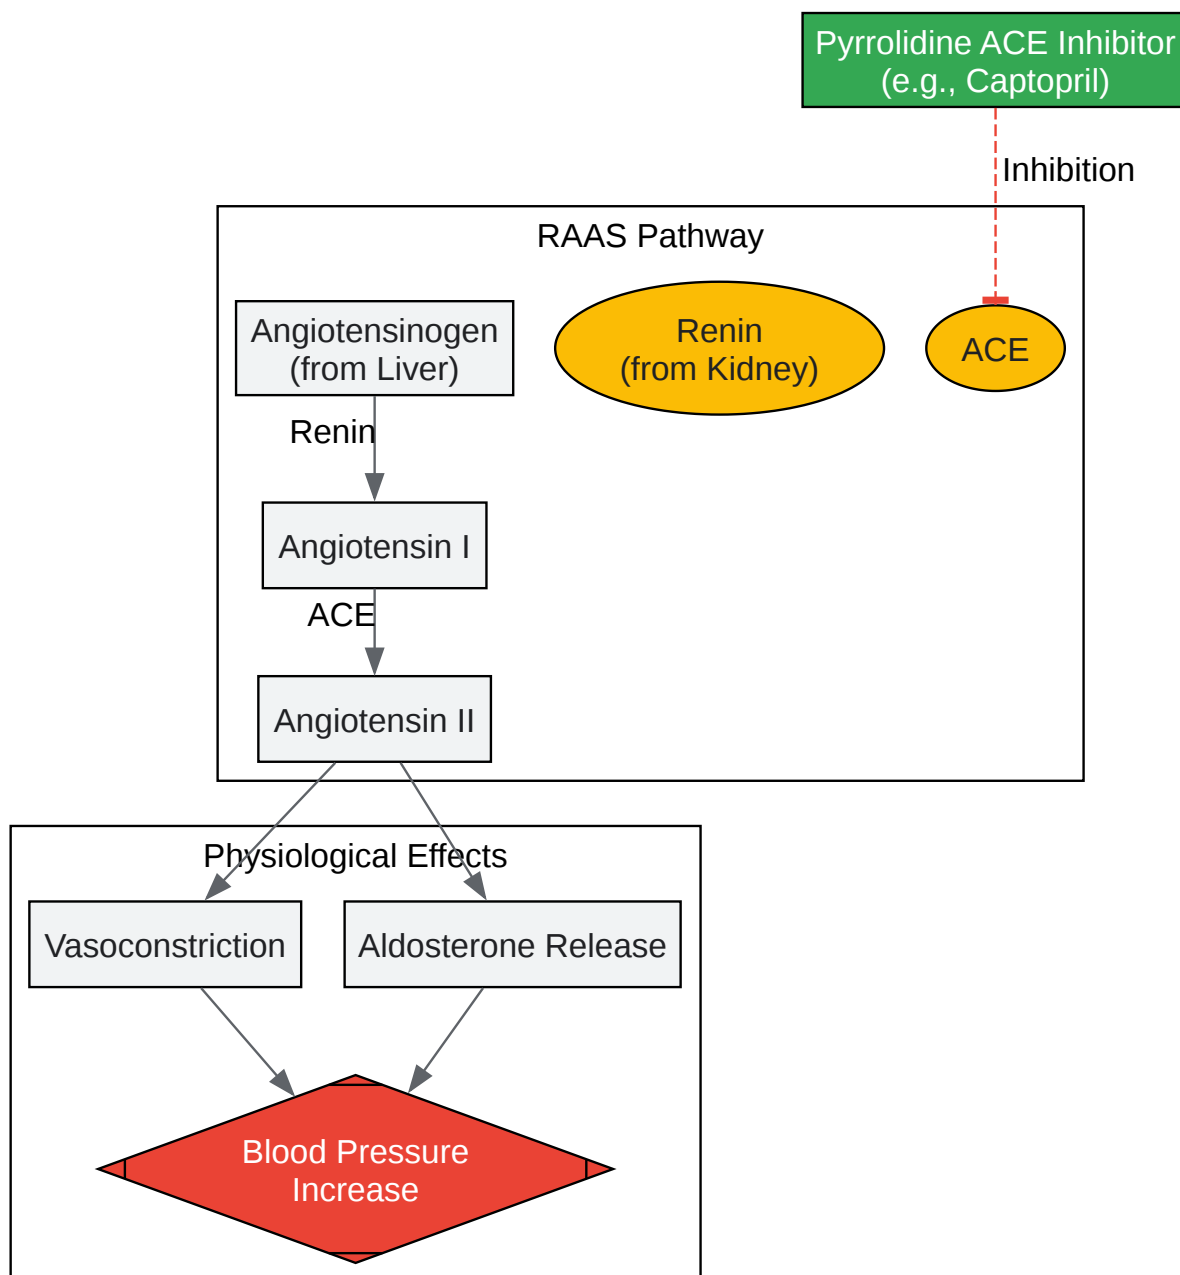 Pyrrolidine ACE Inhibitor
(e.g., Captopril)
Inhibition
RAAS Pathway
Angiotensinogen
(from Liver)
Renin
(from Kidney)
ACE
Renin
Angiotensin I
ACE
Angiotensin II
Physiological Effects
Vasoconstriction
Aldosterone Release
Blood Pressure
Increase